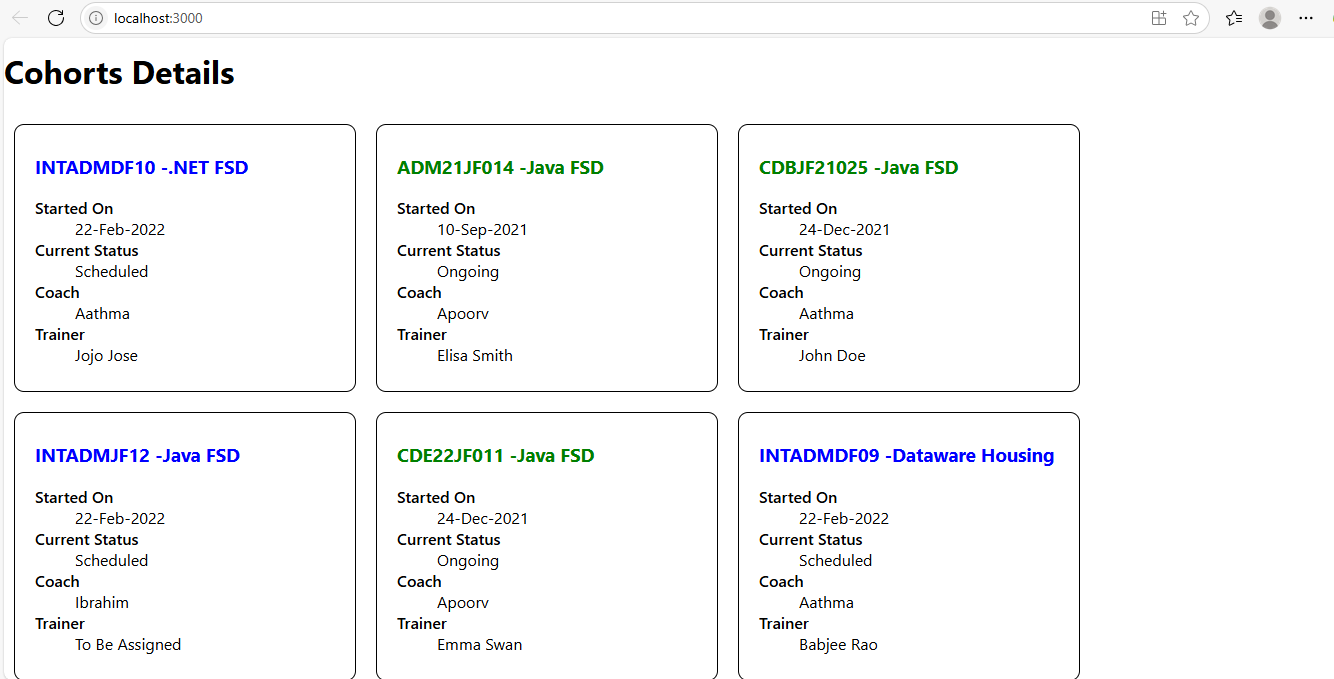 localhost:3000
Cohorts Details
INTADMDF10 -.NET FSD
Started On
22-Feb-2022
Current Status
Scheduled
Coach
Aathma
Trainer
Jojo Jose
ADM21JF014 -Java FSD
Started On
10-Sep-2021
Current Status
Ongoing
Coach
Apoorv
Trainer
Elisa Smith
CDBJF21025 -Java FSD
Started On
24-Dec-2021
Current Status
Ongoing
Coach
Aathma
Trainer
John Doe
INTADMJF12 -Java FSD
Started On
22-Feb-2022
Current Status
Scheduled
Coach
Ibrahim
Trainer
To Be Assigned
CDE22JF011 -Java FSD
Started On
24-Dec-2021
Current Status
Ongoing
Coach
Apoorv
Trainer
Emma Swan
INTADMDF09 -Dataware Housing
Started On
22-Feb-2022
Current Status
Scheduled
Coach
Aathma
Trainer
Babjee Rao